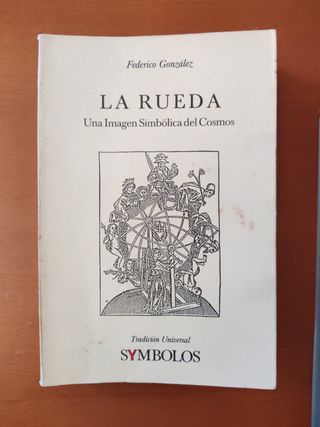 Federico González
LA RUEDA
Una Imagen Simbólica del Cosmos
Tradición Universal
SYMBOLOS